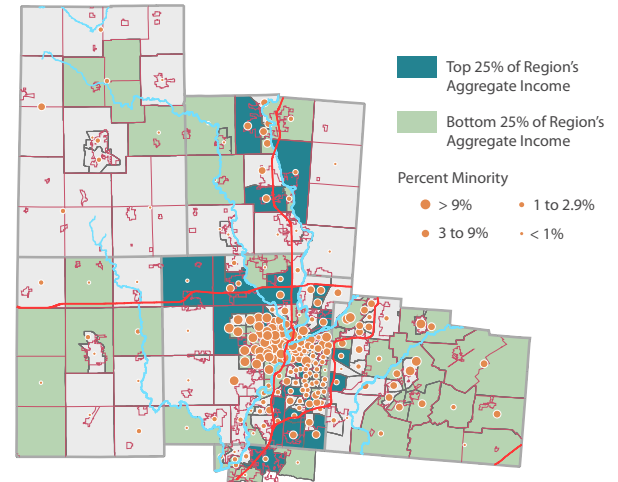 Top 25% of Region's
Aggregate Income
Bottom 25% of Region's
Aggregate Income
Percent Minority
> 9%
1 to 2.9%
3 to 9%
< 1%